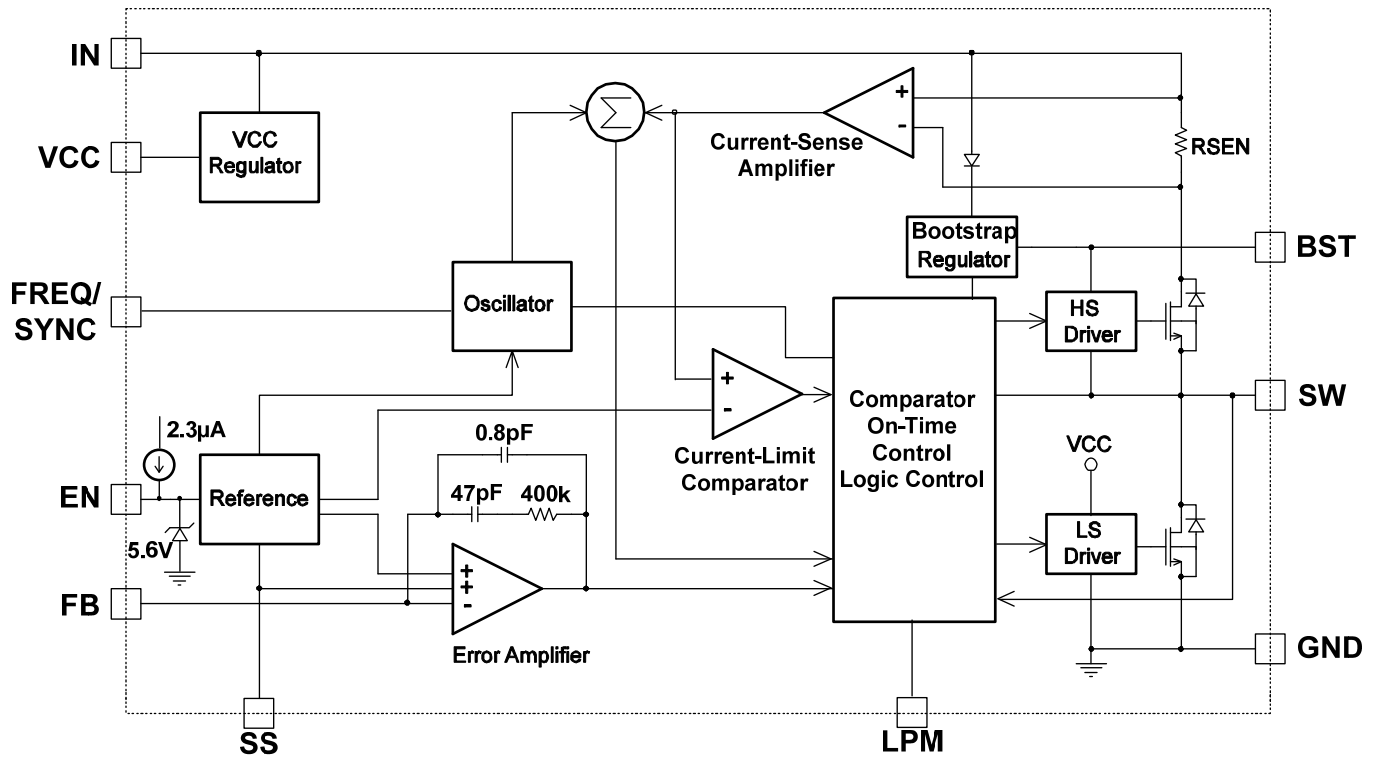 IN
VCC
Regulator
VCC
Σ
+
-
Current-Sense
Amplifier
RSEN
Bootstrap
Regulator
BST
FREQ/
SYNC
Oscillator
HS
Driver
+
-
Current-Limit
Comparator
Comparator
On-Time
Control
Logic Control
SW
2.3µA
0.8pF
47pF
400k
VCC
EN
Reference
5.6V
LS
Driver
FB
+
+
-
Error Amplifier
GND
SS
LPM